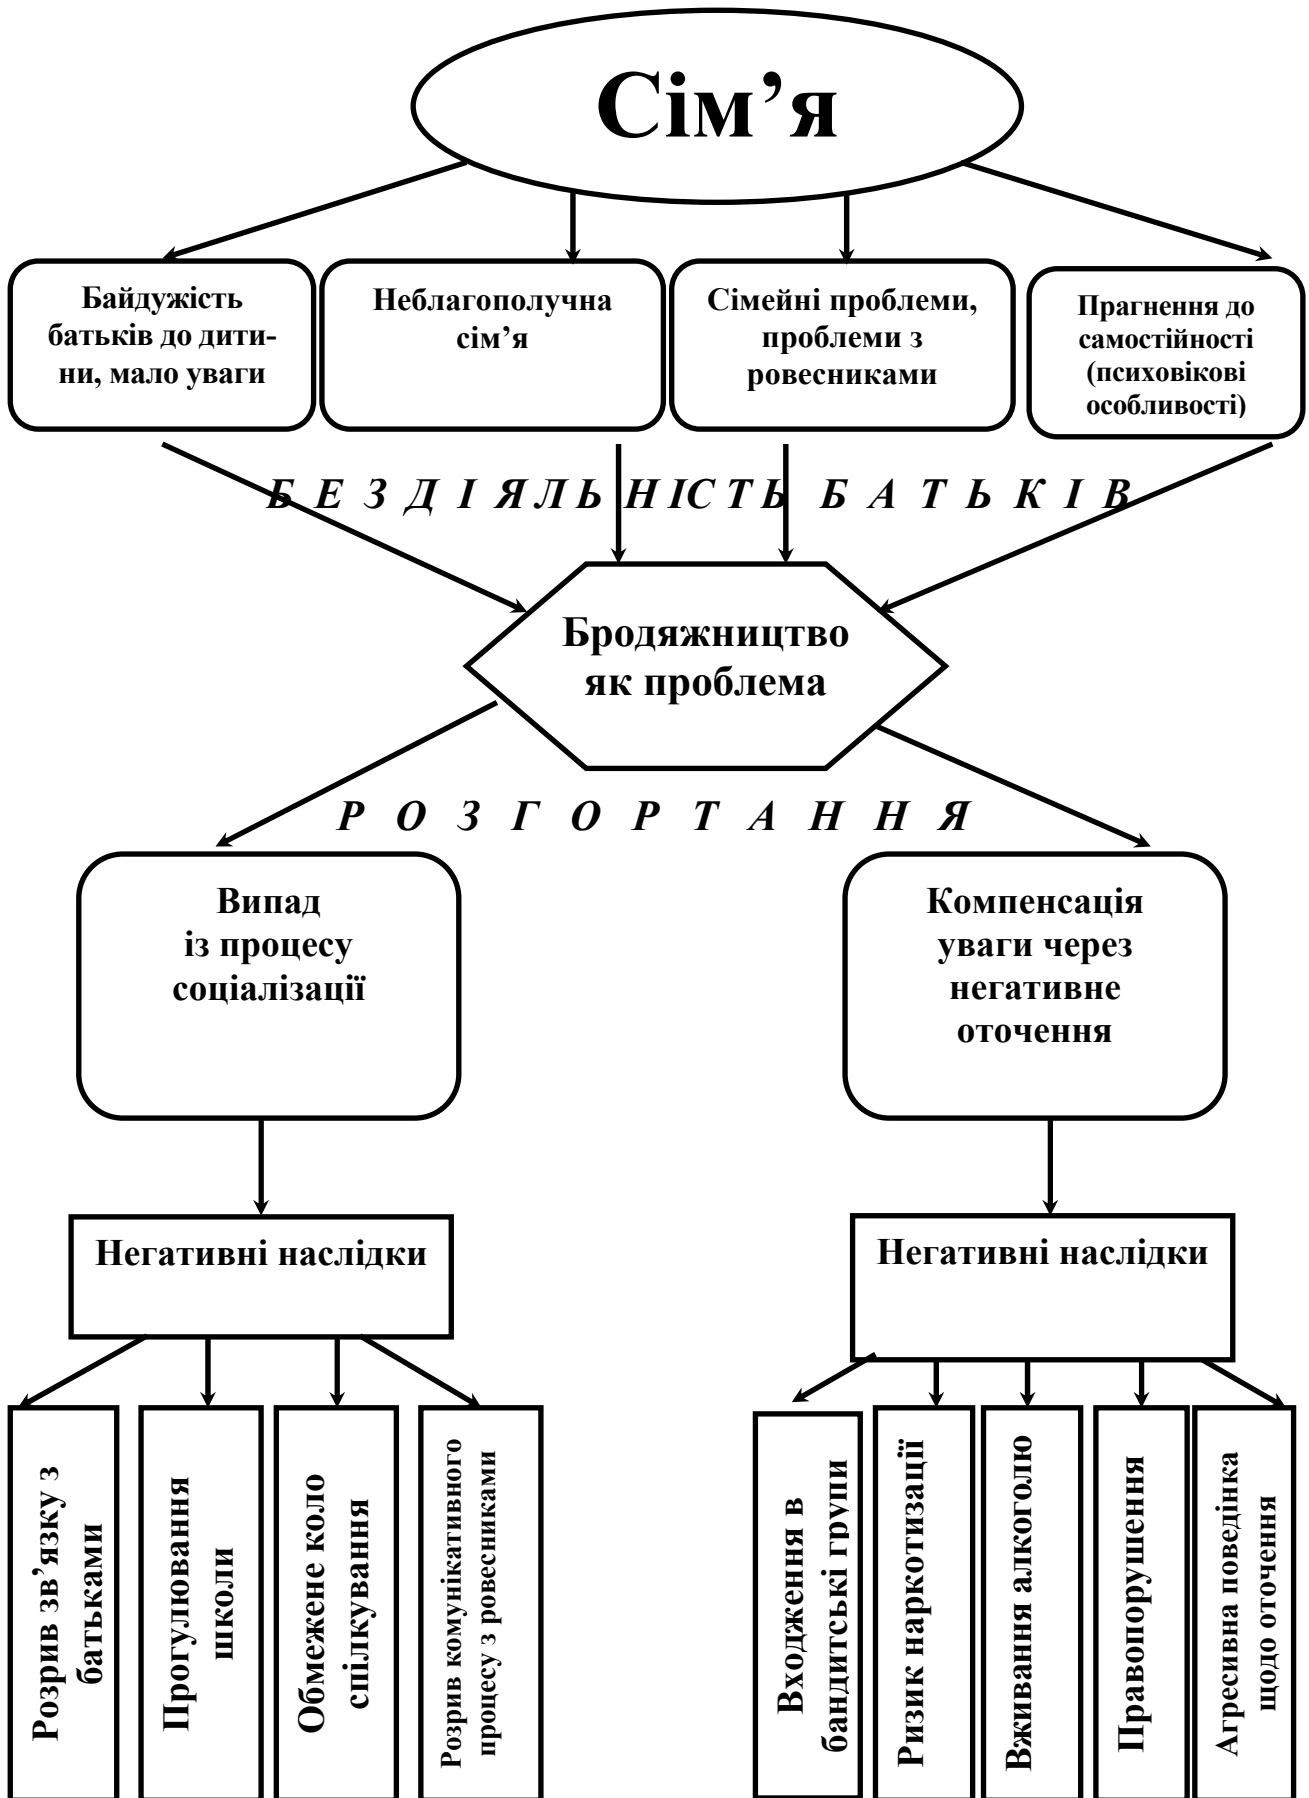 Сім’я
Байдужість
батьків до дити-
ни, мало уваги
Неблагополучна
сім’я
Сімейні проблеми,
проблеми з
ровесниками
Прагнення до
самостійності
(психовікові
особливості)
Б Е З Д І Я Л Ь Н І С Т Ь Б А Т Ь К І В
Бродяжництво
як проблема
Р О З Г О Р Т А Н Н Я
Випад
із процесу
соціалізації
Компенсація
уваги через
негативне
оточення
Негативні наслідки
Негативні наслідки
Розрив зв’язку з
батьками
Прогулювання
школи
Обмежене коло
спілкування
Розрив комунікативного
процесу з ровесниками
Входження в
бандитські групи
Ризик наркотизації
Вживання алкоголю
Правопорушення
Агресивна поведінка
щодо оточення